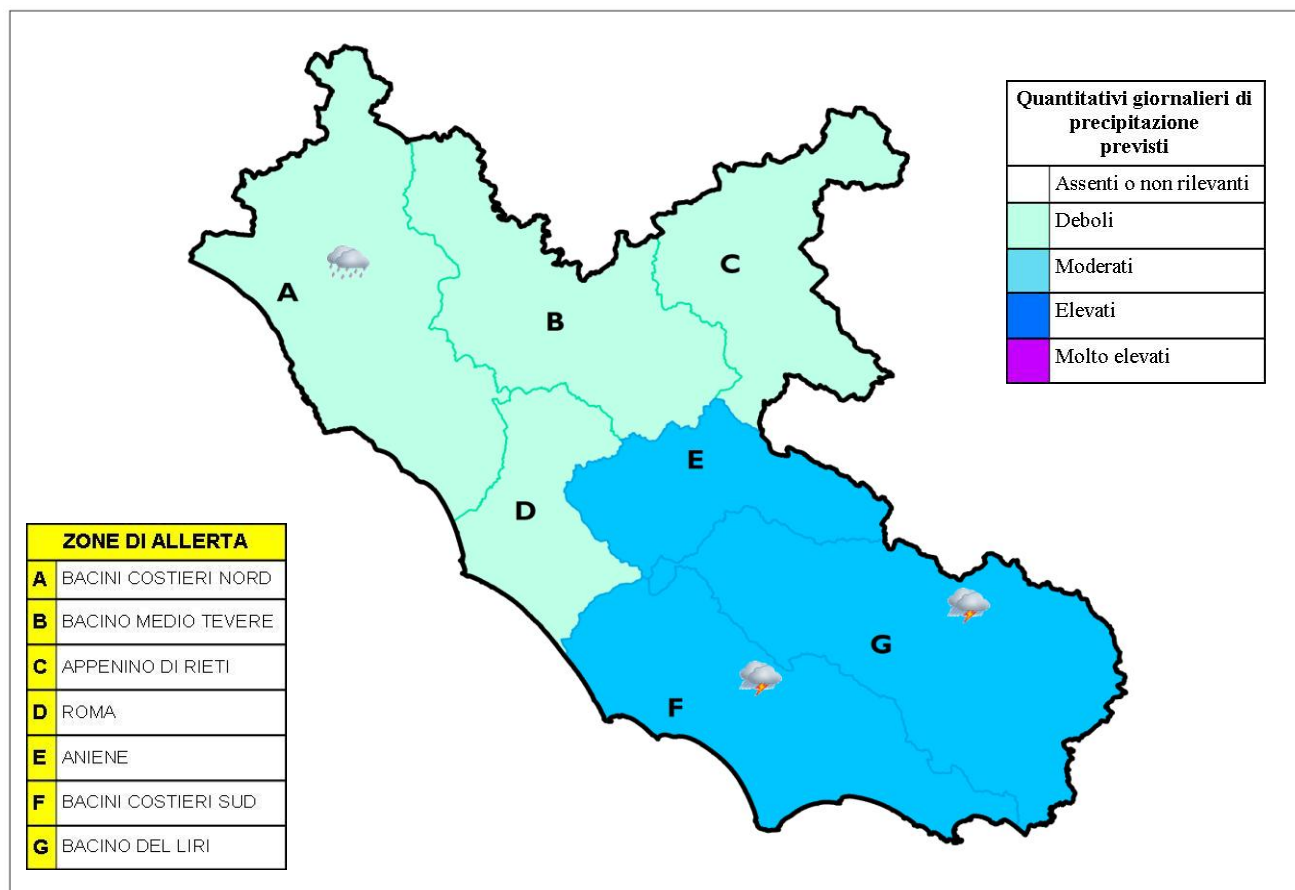 Quantitativi giornalieri di
precipitazione
previsti
Assenti o non rilevanti
Deboli
Moderati
Elevati
Molto elevati
A
B
C
D
E
F
G
ZONE DI ALLERTA
A BACINI COSTIERI NORD
B BACINO MEDIO TEVERE
C APPENINO DI RIETI
D ROMA
E ANIENE
F BACINI COSTIERI SUD
G BACINO DEL LIRI